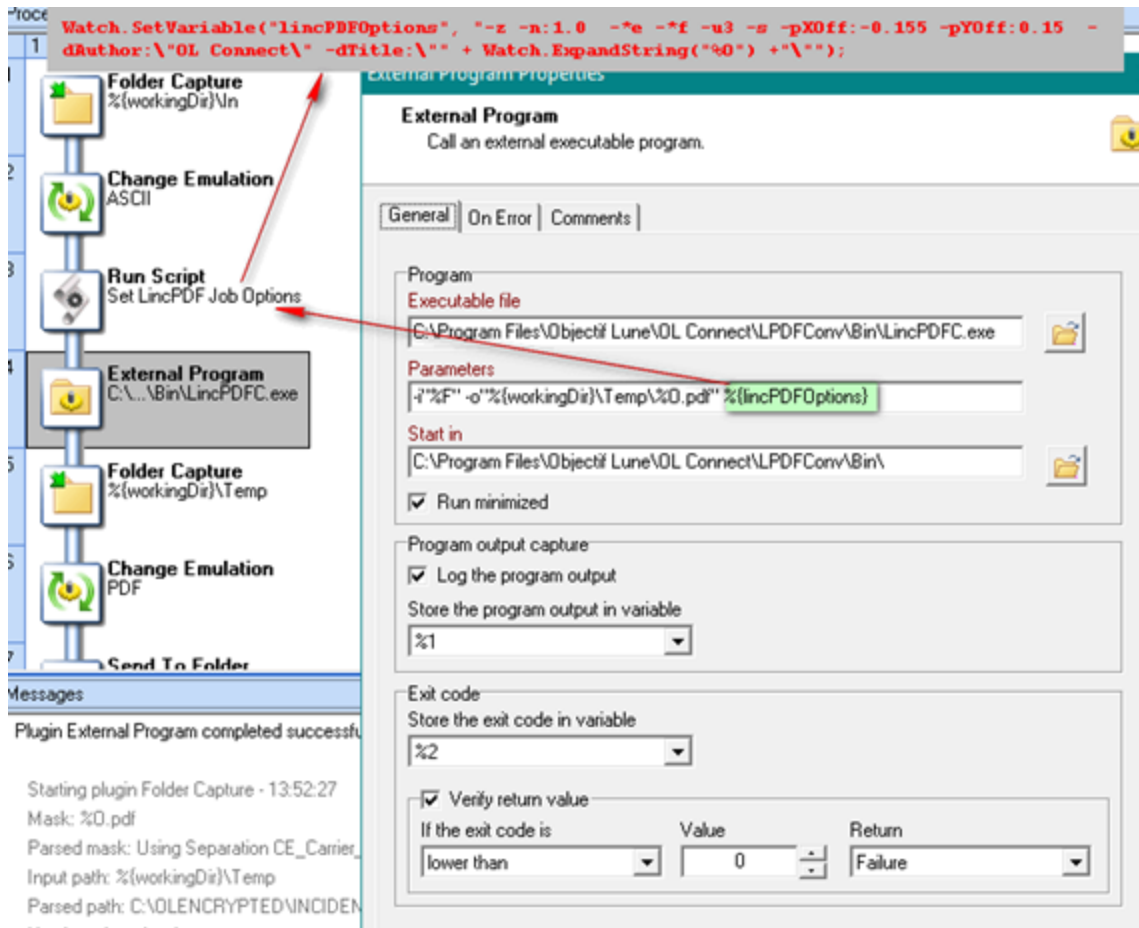 Proce
Watch.SetVariable("lincPDFOptions", "-z -n:1.0 -*e -*f -u3 -s -pXOff:-0.155 -pYOff:0.15 -
dAuthor:\"OL Connect\" -dTitle:\"" + Watch.ExpandString("%O") +"\"");
1
Folder Capture
%{workingDir}\In
2
Change Emulation
ASCII
3
Run Script
Set LincPDF Job Options
4
External Program
C:\...\Bin\LincPDFC.exe
5
Folder Capture
%{workingDir}\Temp
6
Change Emulation
PDF
7
Send To Folder
Messages
Plugin External Program completed successfu
Starting plugin Folder Capture - 13:52:27
Mask: %O.pdf
Parsed mask: Using Separation CE_Carrier_
Input path: %{workingDir}\Temp
Parsed path: C:\OLENCRYPTED\INCIDEN
External Program Properties
External Program
Call an external executable program.
General
On Error
Comments
Program
Executable file
C:\Program Files\Objectif Lune\OL Connect\LPDFConv\Bin\LincPDFC.exe
Parameters
-i"%F" -o"%{workingDir}\Temp\%O.pdf" %{lincPDFOptions}
Start in
C:\Program Files\Objectif Lune\OL Connect\LPDFConv\Bin\
Run minimized
Program output capture
Log the program output
Store the program output in variable
%1
Exit code
Store the exit code in variable
%2
Verify return value
If the exit code is
Value
Return
lower than
0
Failure